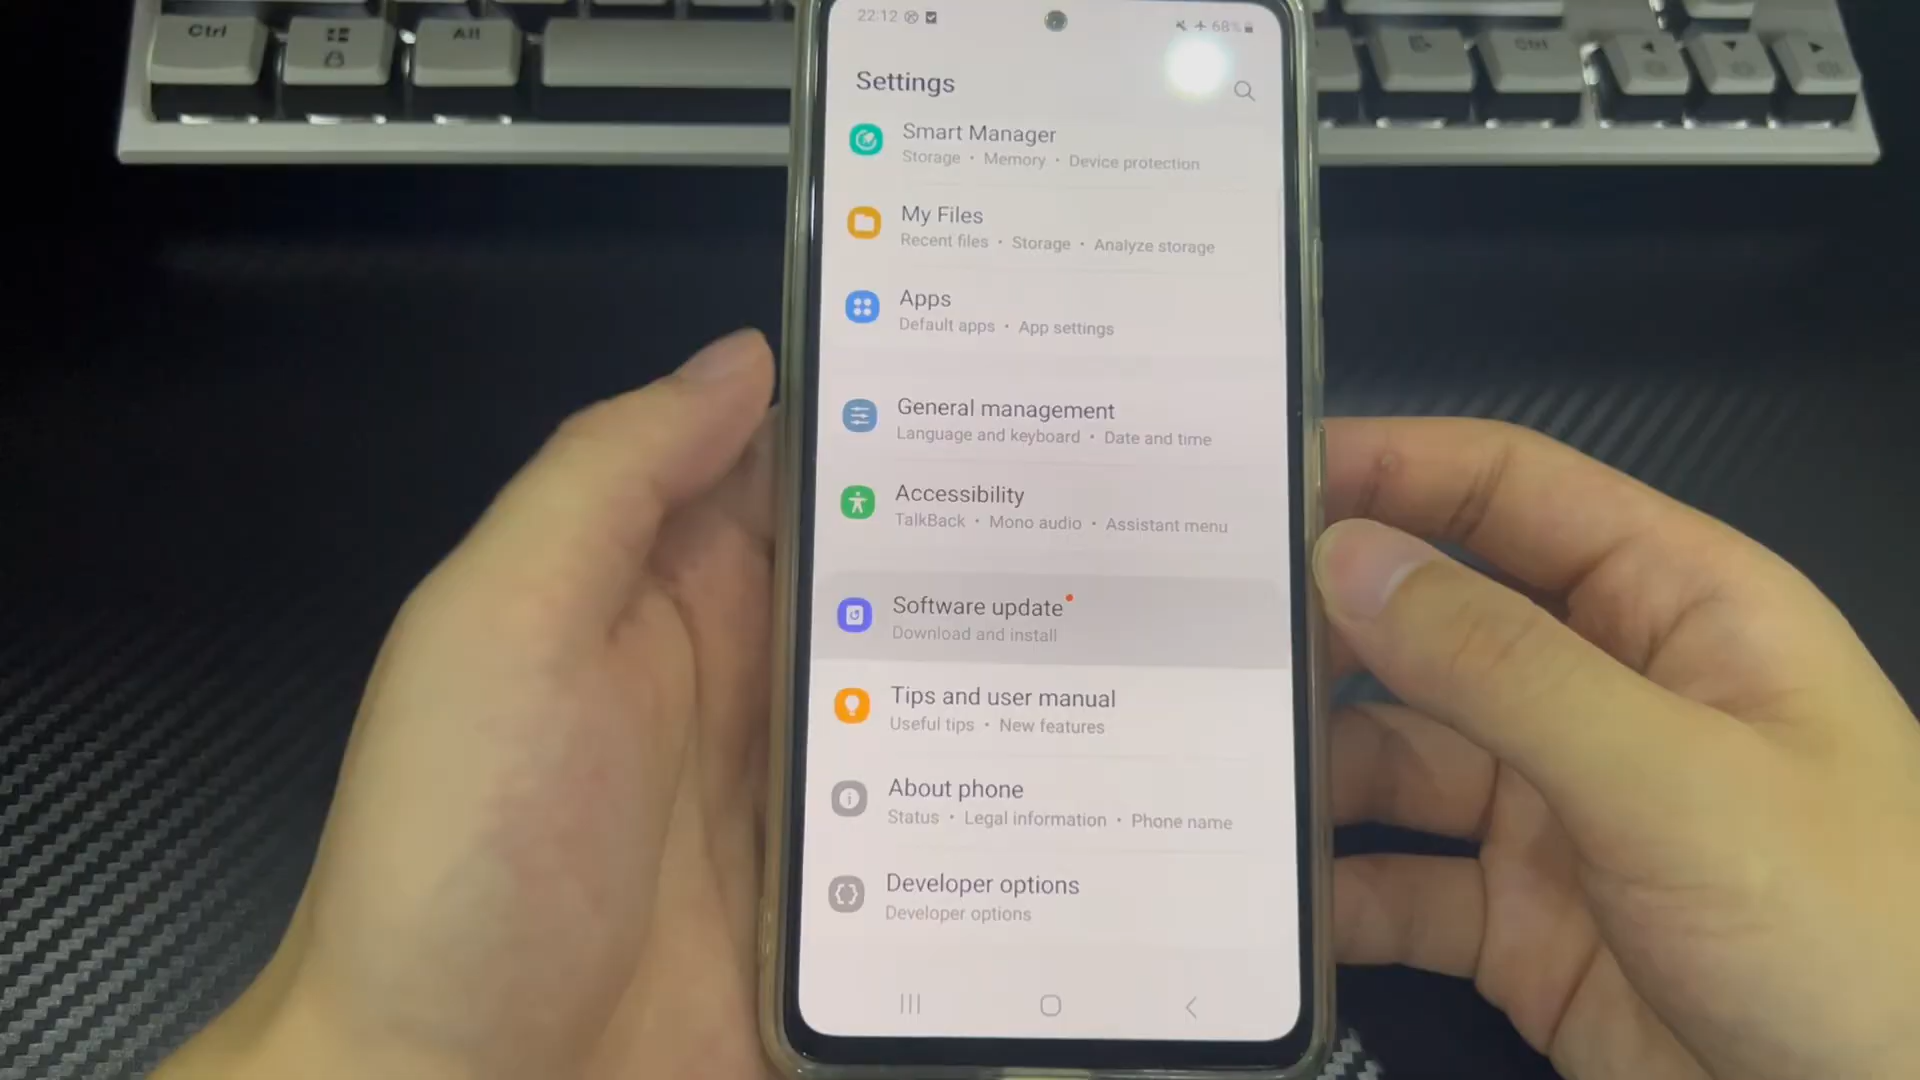 Ctrl
Alt
Ctrl
22:12
68%
Settings
Smart Manager
Storage • Memory • Device protection
My Files
Recent files • Storage • Analyze storage
Apps
Default apps • App settings
General management
Language and keyboard • Date and time
Accessibility
TalkBack • Mono audio • Assistant menu
Software update
Download and install
Tips and user manual
Useful tips • New features
About phone
Status • Legal information • Phone name
Developer options
Developer options